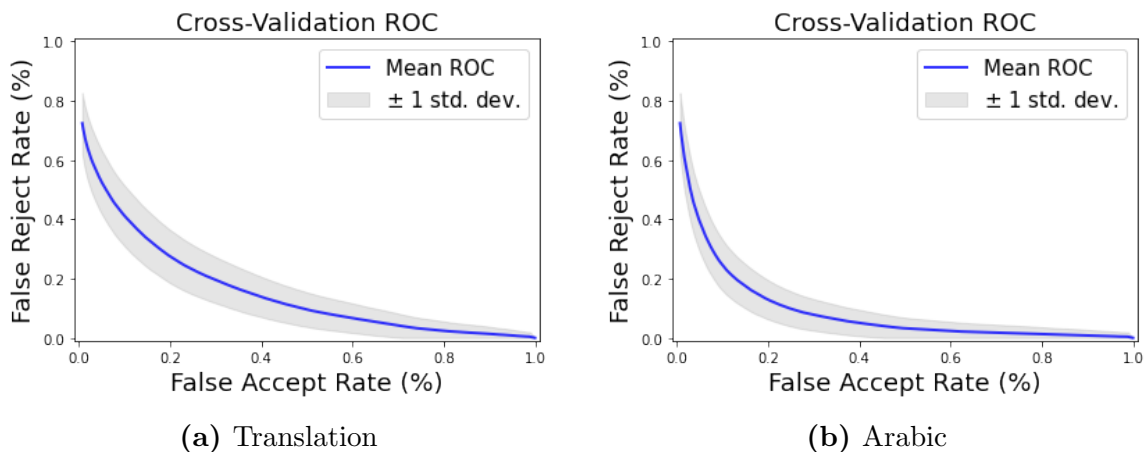 Cross-Validation ROC
1.0
0.8
0.6
0.4
0.2
0.0
False Reject Rate (%)
Mean ROC
± 1 std. dev.
0.0 0.2 0.4 0.6 0.8 1.0
False Accept Rate (%)
(a) Translation
Cross-Validation ROC
1.0
0.8
0.6
0.4
0.2
0.0
False Reject Rate (%)
Mean ROC
± 1 std. dev.
0.0 0.2 0.4 0.6 0.8 1.0
False Accept Rate (%)
(b) Arabic